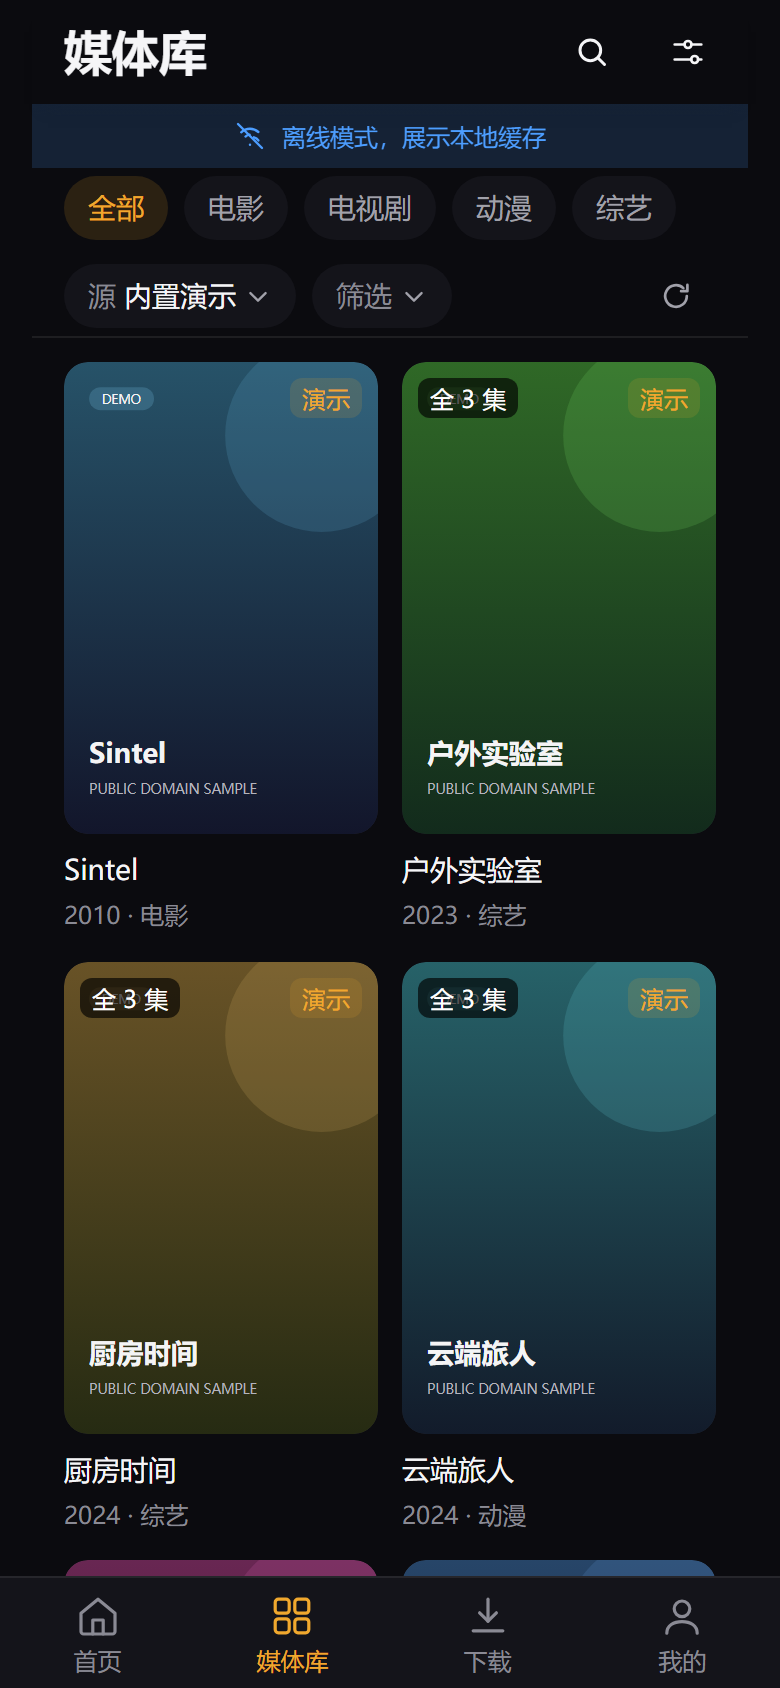 媒体库
离线模式，展示本地缓存
全部 电影 电视剧 动漫 综艺
源 内置演示 筛选
DEMO 演示 全 3 集 演示
Sintel 户外实验室
PUBLIC DOMAIN SAMPLE PUBLIC DOMAIN SAMPLE
Sintel 户外实验室
2010 · 电影 2023 · 综艺
全 3 集 演示 全 3 集 演示
厨房时间 云端旅人
PUBLIC DOMAIN SAMPLE PUBLIC DOMAIN SAMPLE
厨房时间 云端旅人
2024 · 综艺 2024 · 动漫
首页 媒体库 下载 我的